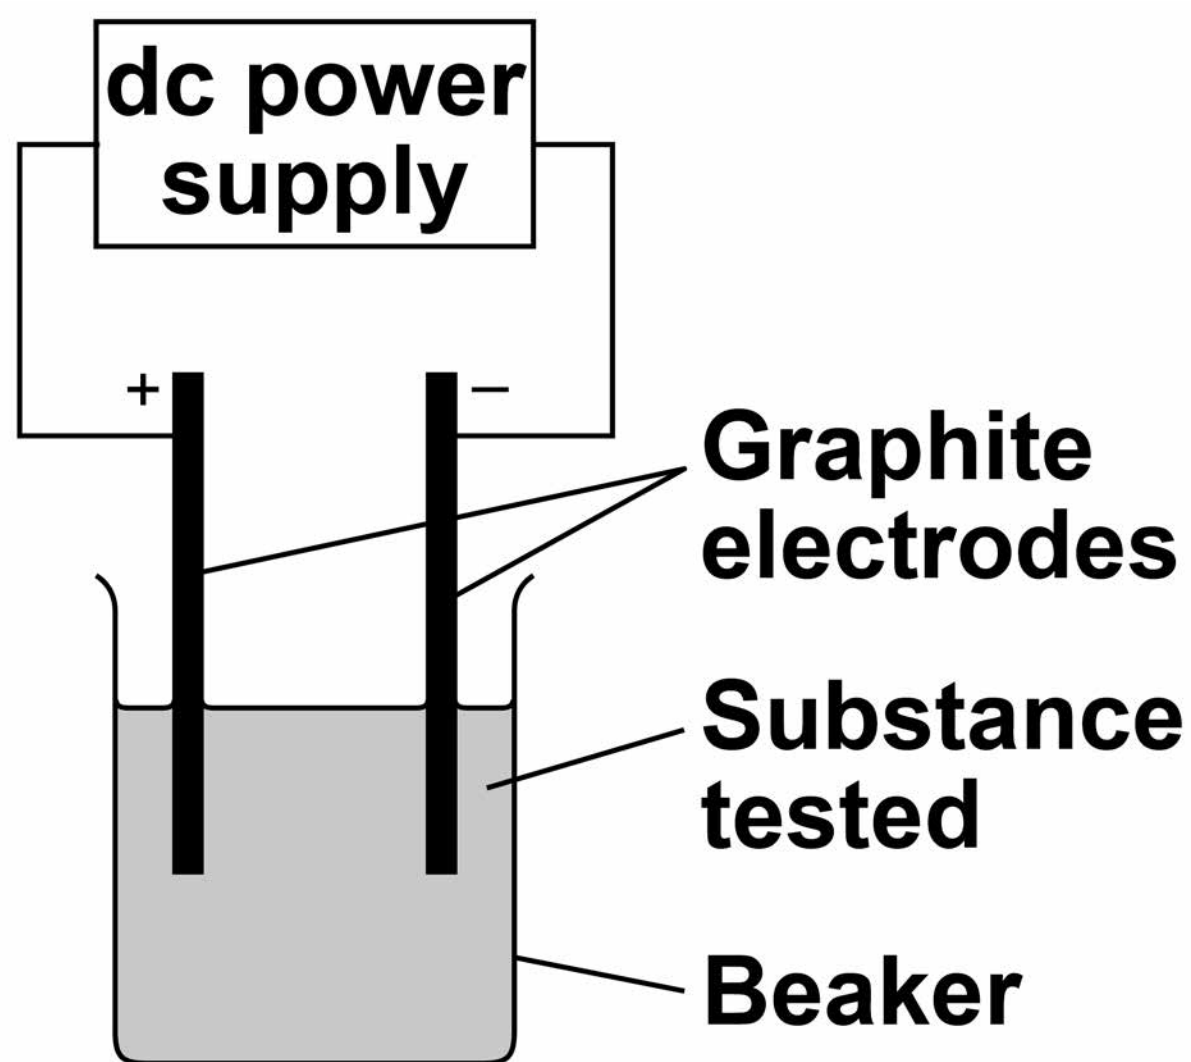 dc power
supply
+
−
Graphite
electrodes
Substance
tested
Beaker